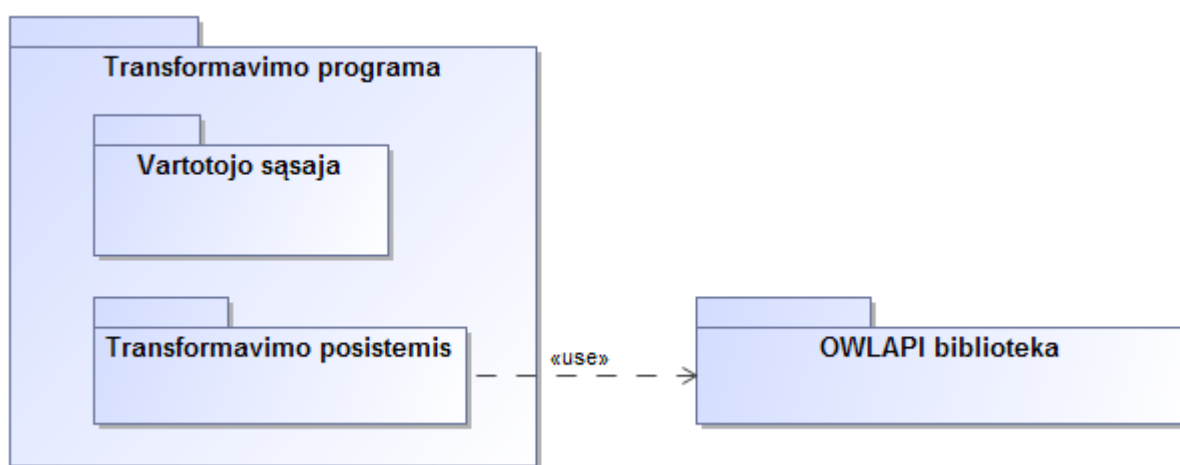 Transformavimo programa
Vartotojo sąsaja
Transformavimo posistemis
«use»
OWLAPI biblioteka